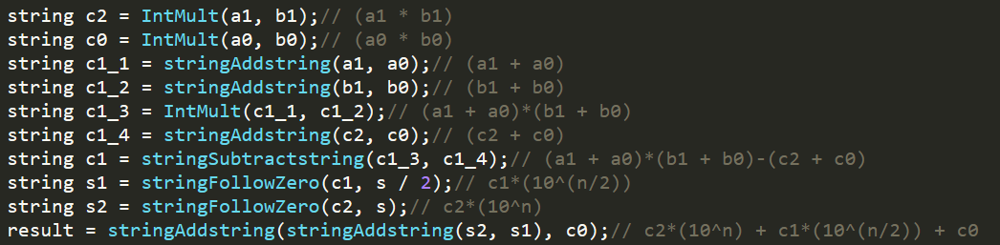 string c2 = IntMult(a1, b1);// (a1 * b1)
string c0 = IntMult(a0, b0);// (a0 * b0)
string c1_1 = stringAddstring(a1, a0);// (a1 + a0)
string c1_2 = stringAddstring(b1, b0);// (b1 + b0)
string c1_3 = IntMult(c1_1, c1_2);// (a1 + a0)*(b1 + b0)
string c1_4 = stringAddstring(c2, c0);// (c2 + c0)
string c1 = stringSubtractstring(c1_3, c1_4);// (a1 + a0)*(b1 + b0)-(c2 + c0)
string s1 = stringFollowZero(c1, s / 2);// c1*(10^(n/2))
string s2 = stringFollowZero(c2, s);// c2*(10^n)
result = stringAddstring(stringAddstring(s2, s1), c0);// c2*(10^n) + c1*(10^(n/2)) + c0